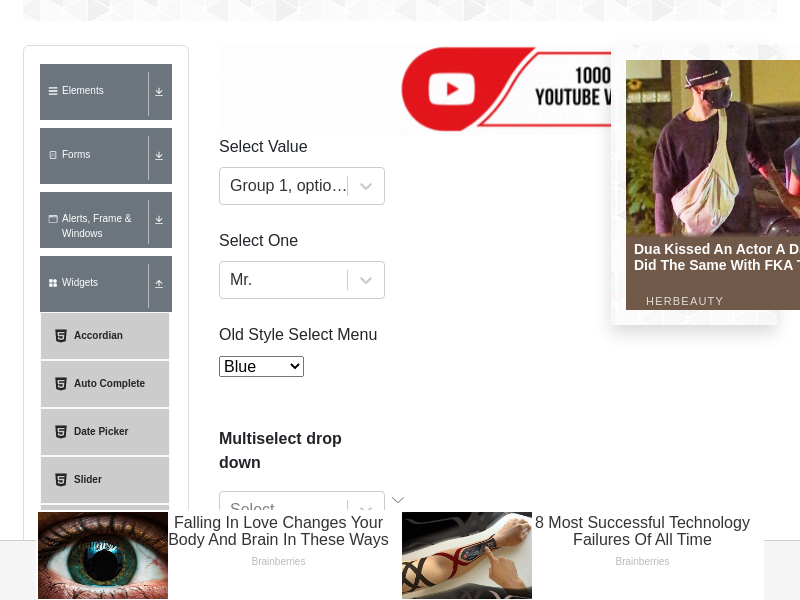 Elements
Forms
Alerts, Frame &
Windows
Widgets
Accordian
Auto Complete
Date Picker
Slider
1000
YOUTUBE V
Select Value
Group 1, optio…
Select One
Mr.
Old Style Select Menu
Blue
Multiselect drop
down
Select
Dua Kissed An Actor A D
Did The Same With FKA T
HERBEAUTY
Falling In Love Changes Your
Body And Brain In These Ways
Brainberries
8 Most Successful Technology
Failures Of All Time
Brainberries